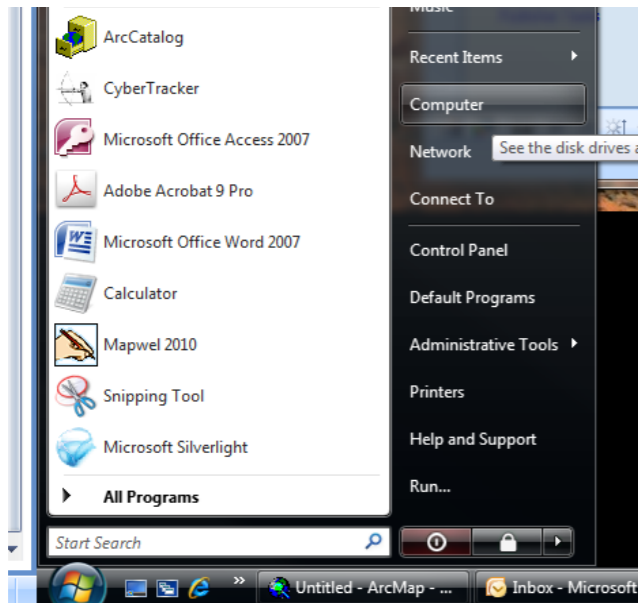 Music
ArcCatalog
CyberTracker
Microsoft Office Access 2007
Adobe Acrobat 9 Pro
Microsoft Office Word 2007
Calculator
Mapwel 2010
Snipping Tool
Microsoft Silverlight
All Programs
Start Search
Recent Items
Computer
See the disk drives a
Network
Connect To
Control Panel
Default Programs
Administrative Tools
Printers
Help and Support
Run...
Untitled - ArcMap - ...
Inbox - Microsoft